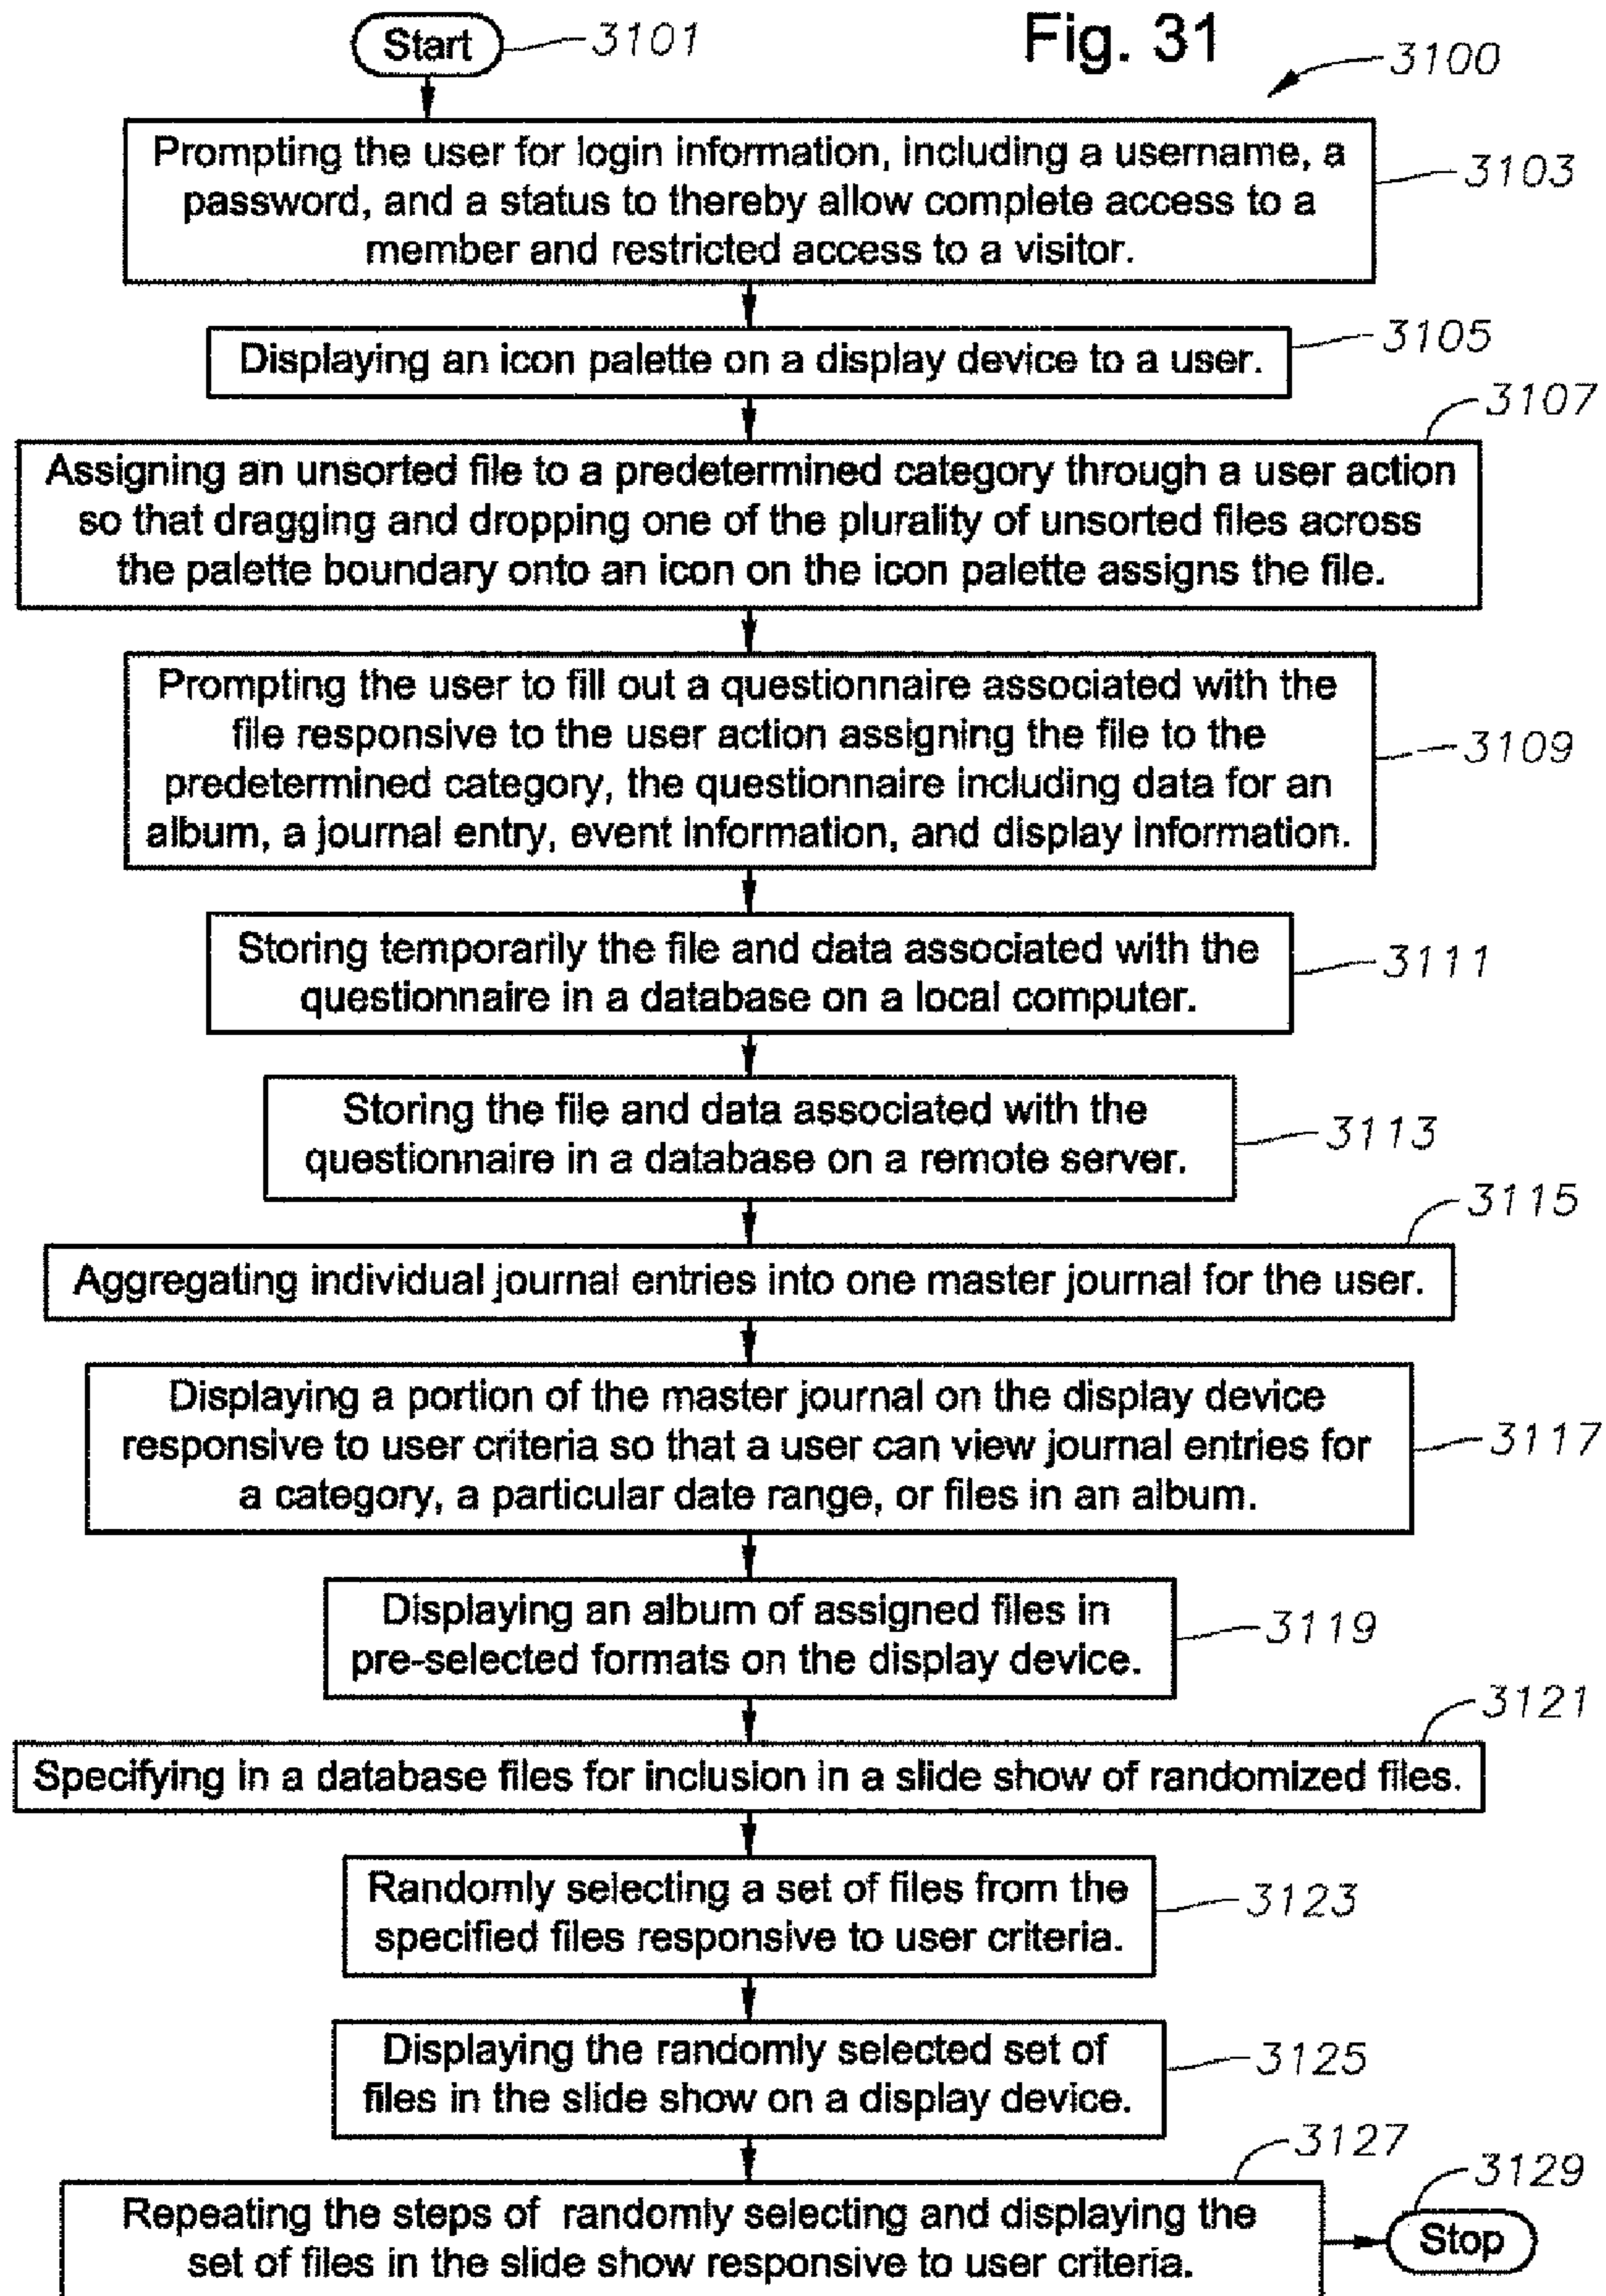 Fig. 31
3100
Start
3101
Prompting the user for login information, including a username, a
password, and a status to thereby allow complete access to a
member and restricted access to a visitor.
3103
Displaying an icon palette on a display device to a user.
3105
3107
Assigning an unsorted file to a predetermined category through a user action
so that dragging and dropping one of the plurality of unsorted files across
the palette boundary onto an icon on the icon palette assigns the file.
Prompting the user to fill out a questionnaire associated with the
file responsive to the user action assigning the file to the
predetermined category, the questionnaire including data for an
album, a journal entry, event information, and display information.
3109
Storing temporarily the file and data associated with the
questionnaire in a database on a local computer.
3111
Storing the file and data associated with the
questionnaire in a database on a remote server.
3113
3115
Aggregating individual journal entries into one master journal for the user.
Displaying a portion of the master journal on the display device
responsive to user criteria so that a user can view journal entries for
a category, a particular date range, or files in an album.
3117
Displaying an album of assigned files in
pre-selected formats on the display device.
3119
3121
Specifying in a database files for inclusion in a slide show of randomized files.
Randomly selecting a set of files from the
specified files responsive to user criteria.
3123
Displaying the randomly selected set of
files in the slide show on a display device.
3125
3127
Repeating the steps of randomly selecting and displaying the
set of files in the slide show responsive to user criteria.
3129
Stop